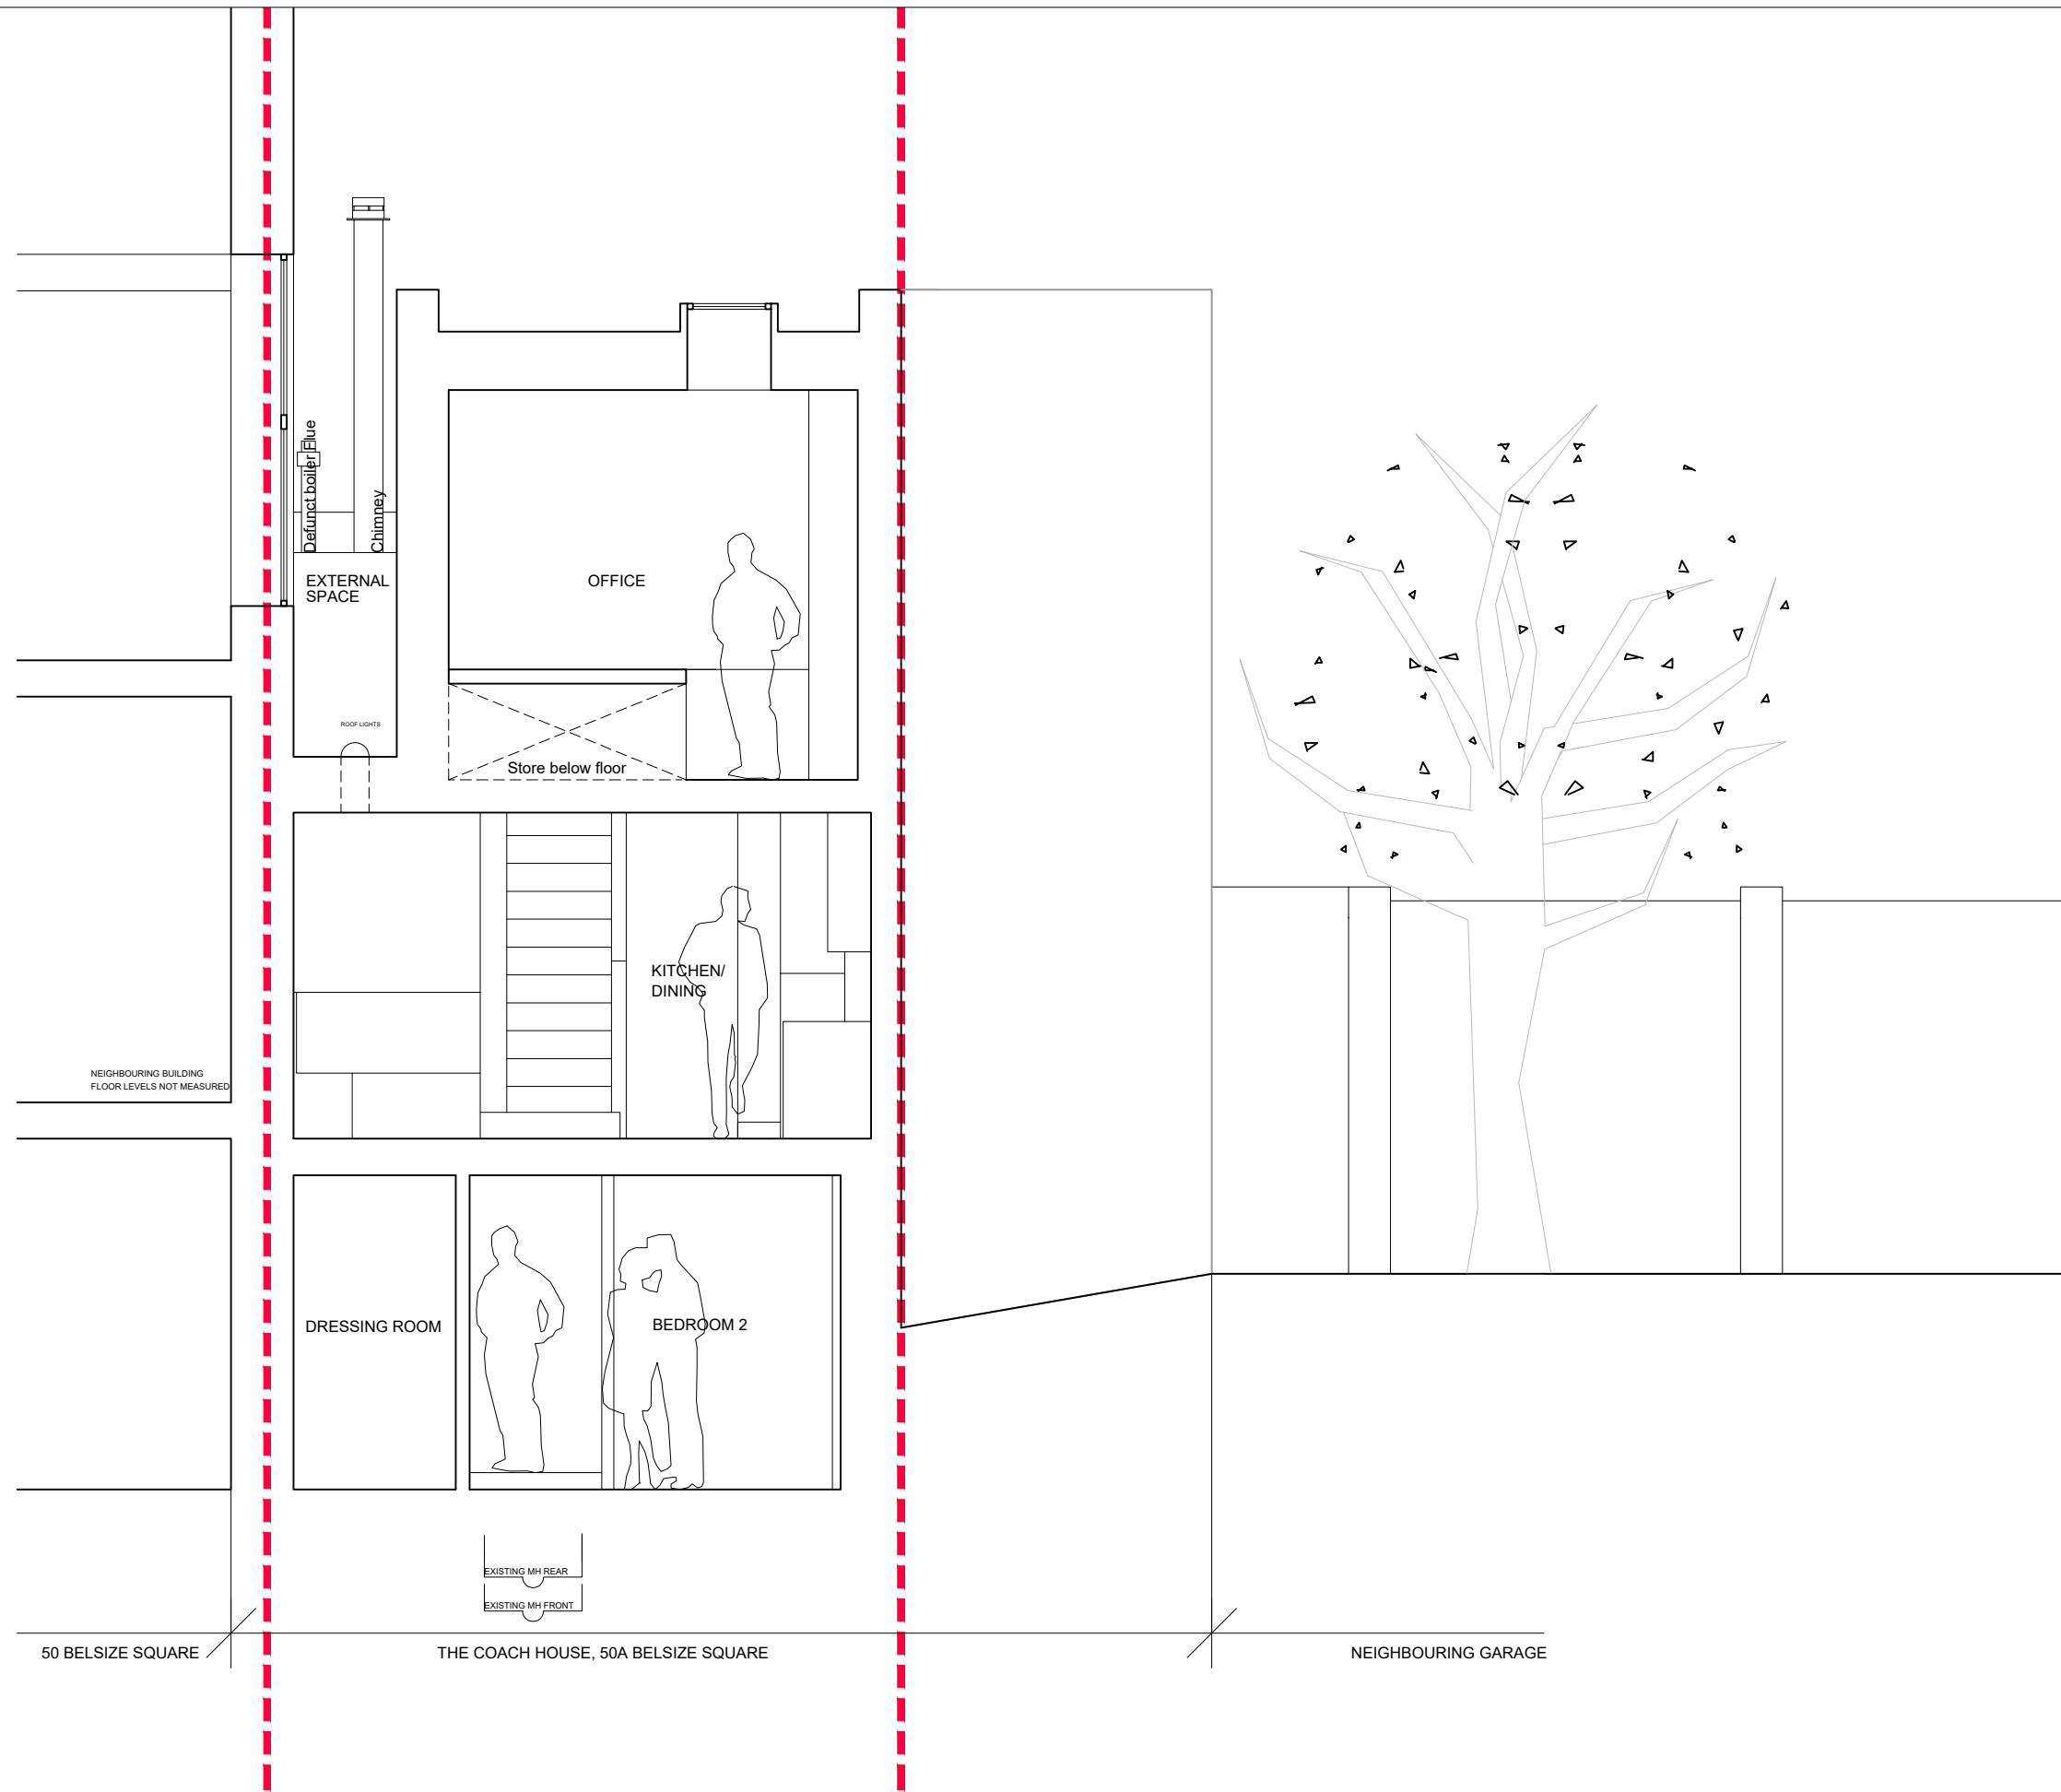 Defunct boiler Flue
Chimney
EXTERNAL
SPACE
OFFICE
ROOF LIGHTS
Store below floor
KITCHEN/
DINING
NEIGHBOURING BUILDING
FLOOR LEVELS NOT MEASURED
DRESSING ROOM
BEDROOM 2
EXISTING MH REAR
EXISTING MH FRONT
50 BELSIZE SQUARE
THE COACH HOUSE, 50A BELSIZE SQUARE
NEIGHBOURING GARAGE